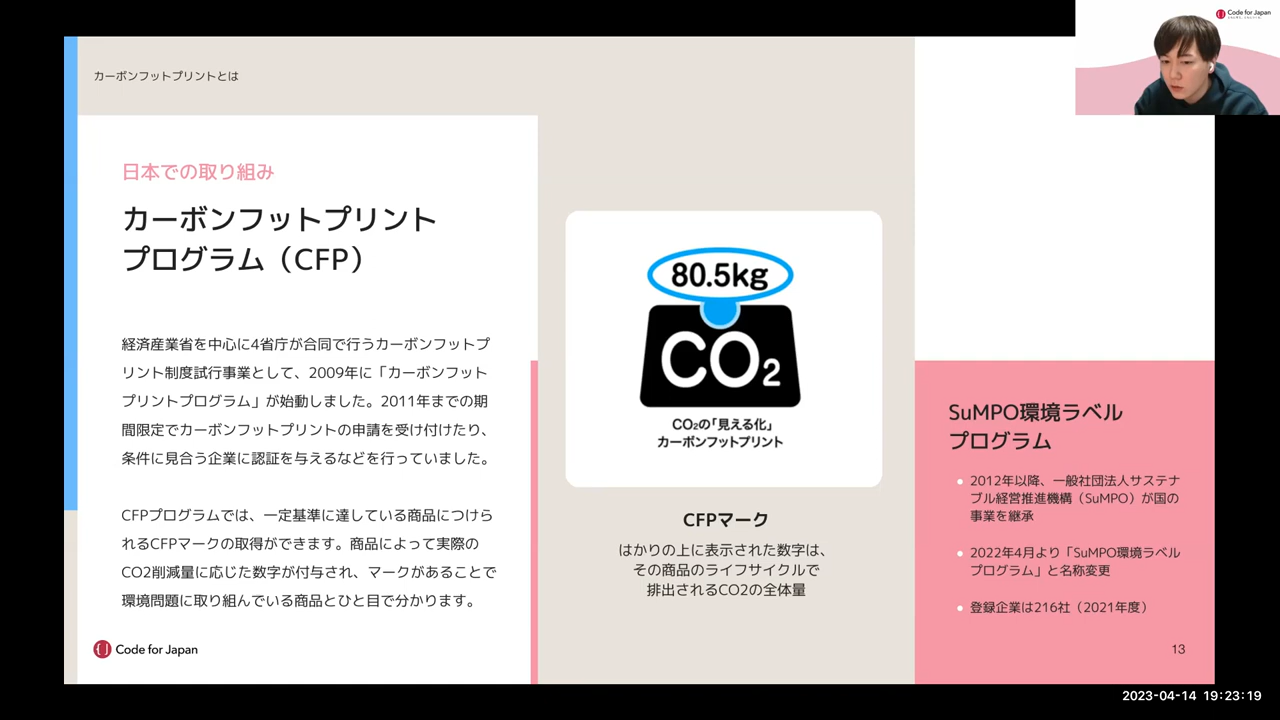 カーボンフットプリントとは
日本での取り組み
カーボンフットプリント
プログラム（CFP）
経済産業省を中心に4省庁が合同で行うカーボンフットプ
リント制度試行事業として、2009年に「カーボンフット
プリントプログラム」が始動しました。2011年までの期
間限定でカーボンフットプリントの申請を受け付けたり、
条件に見合う企業に認証を与えるなどを行っていました。
CFPプログラムでは、一定基準に達している商品につけら
れるCFPマークの取得ができます。商品によって実際の
CO2削減量に応じた数字が付与され、マークがあることで
環境問題に取り組んでいる商品とひと目で分かります。
Code for Japan
80.5kg
CO2
CO2の「見える化」
カーボンフットプリント
CFPマーク
はかりの上に表示された数字は、
その商品のライフサイクルで
排出されるCO2の全体量
SuMPO環境ラベル
プログラム
2012年以降、一般社団法人サステナ
ブル経営推進機構（SuMPO）が国の
事業を継承
2022年4月より「SuMPO環境ラベル
プログラム」と名称変更
登録企業は216社（2021年度）
13
Code for Japan
2023-04-14 19:23:19